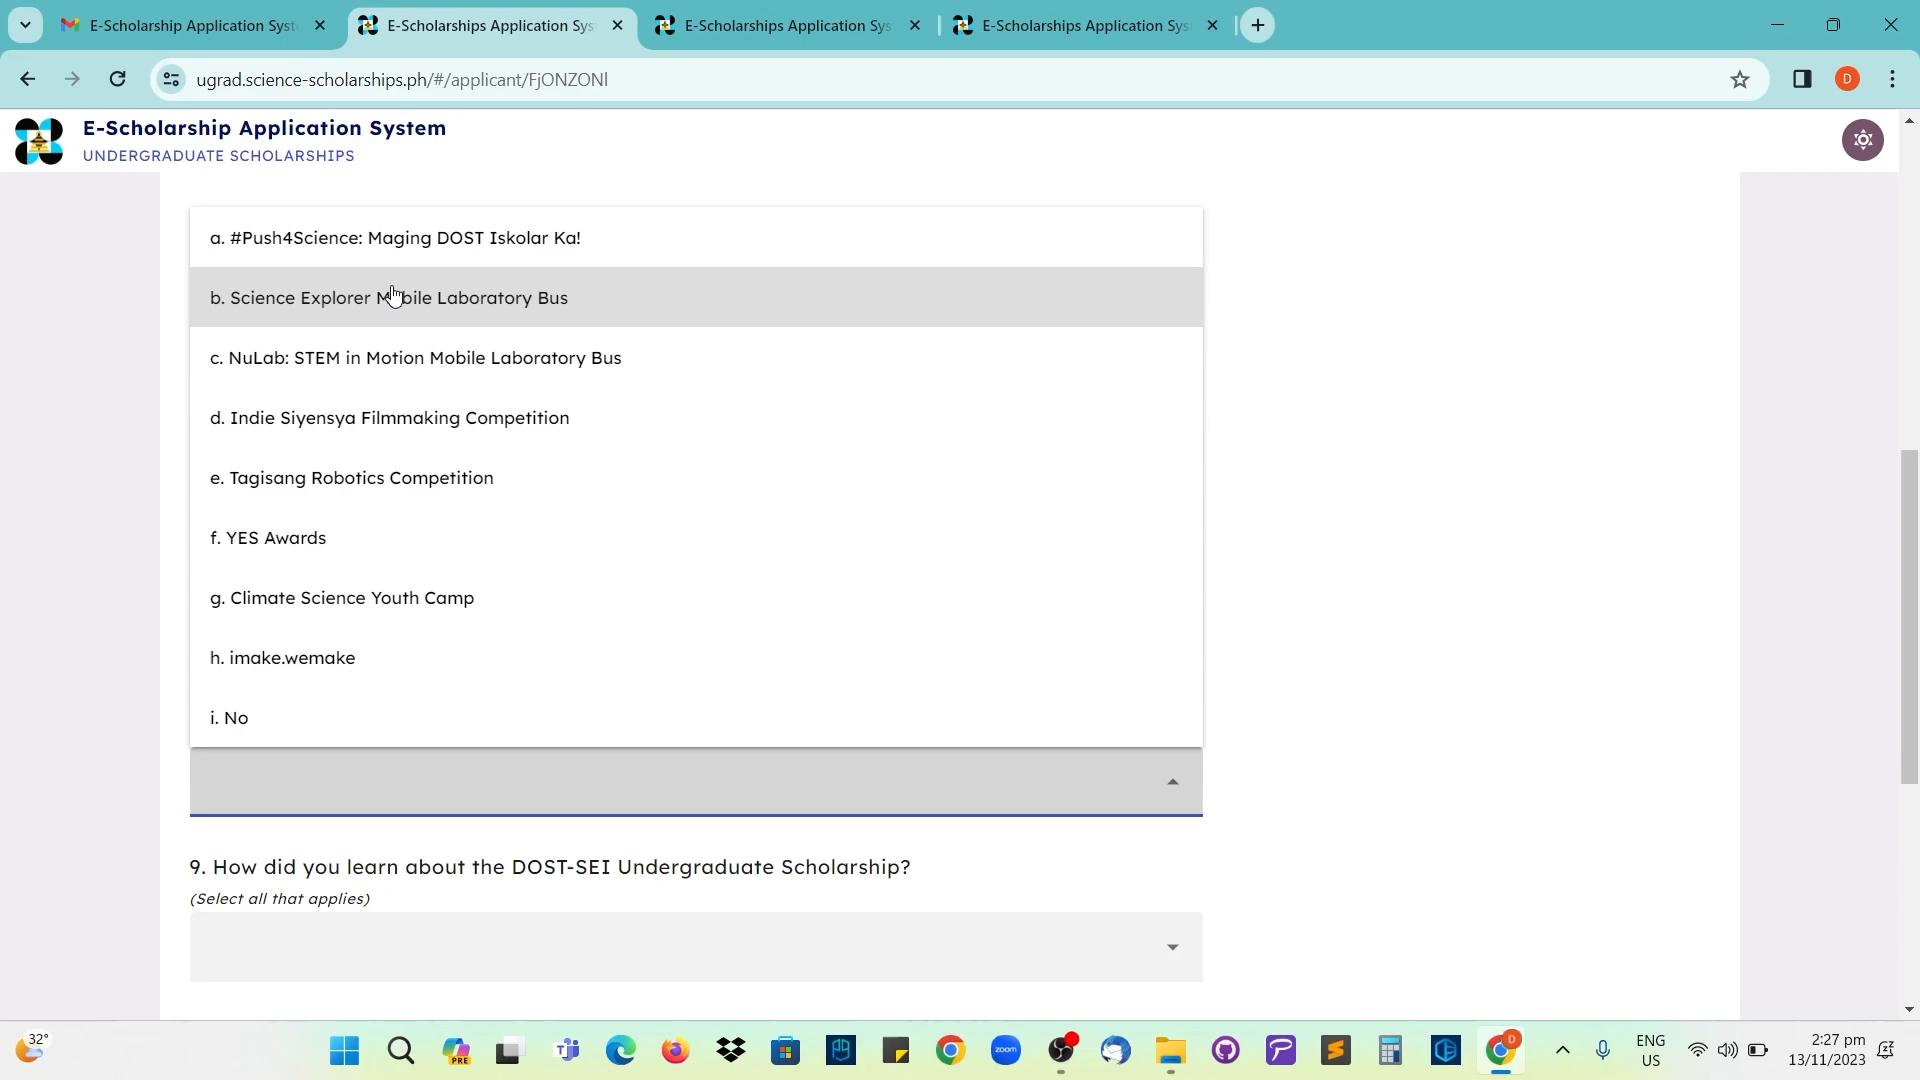 E-Scholarship Application Syst
E-Scholarships Application Sys
E-Scholarships Application Sys
E-Scholarships Application Sys
ugrad.science-scholarships.ph/#/applicant/FjONZONl
D
E-Scholarship Application System
UNDERGRADUATE SCHOLARSHIPS
a. #Push4Science: Maging DOST Iskolar Ka!
b. Science Explorer Mobile Laboratory Bus
c. NuLab: STEM in Motion Mobile Laboratory Bus
d. Indie Siyensya Filmmaking Competition
e. Tagisang Robotics Competition
f. YES Awards
g. Climate Science Youth Camp
h. imake.wemake
i. No
9. How did you learn about the DOST-SEI Undergraduate Scholarship?
(Select all that applies)
32°
PRE
zoom
D
ENG
US
2:27 pm
13/11/2023